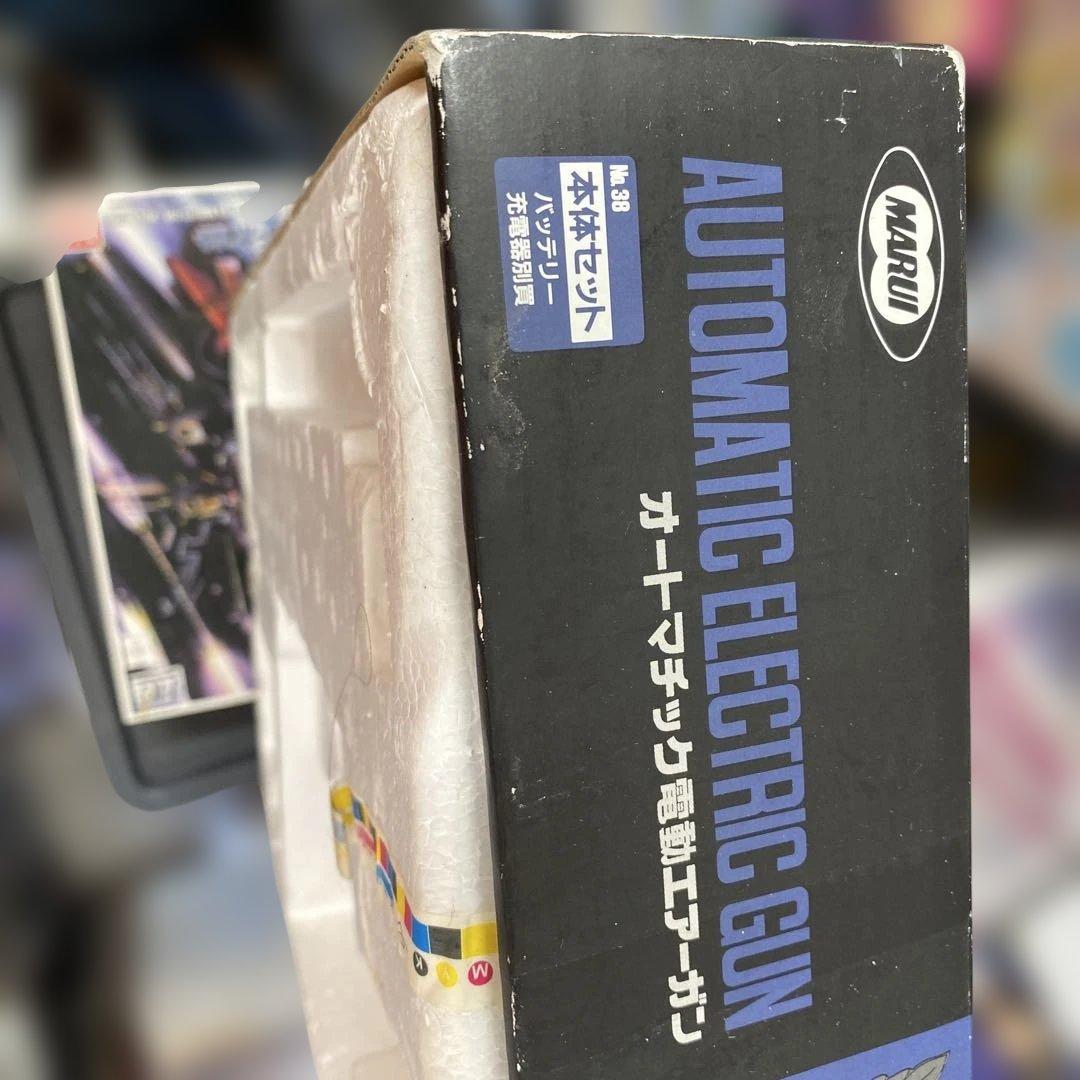 MARUI
AUTOMATIC ELECTRIC GUN
オートマチック電動エアーガン
No.38
本体セット
バッテリー
充電器別買
K
Y
M